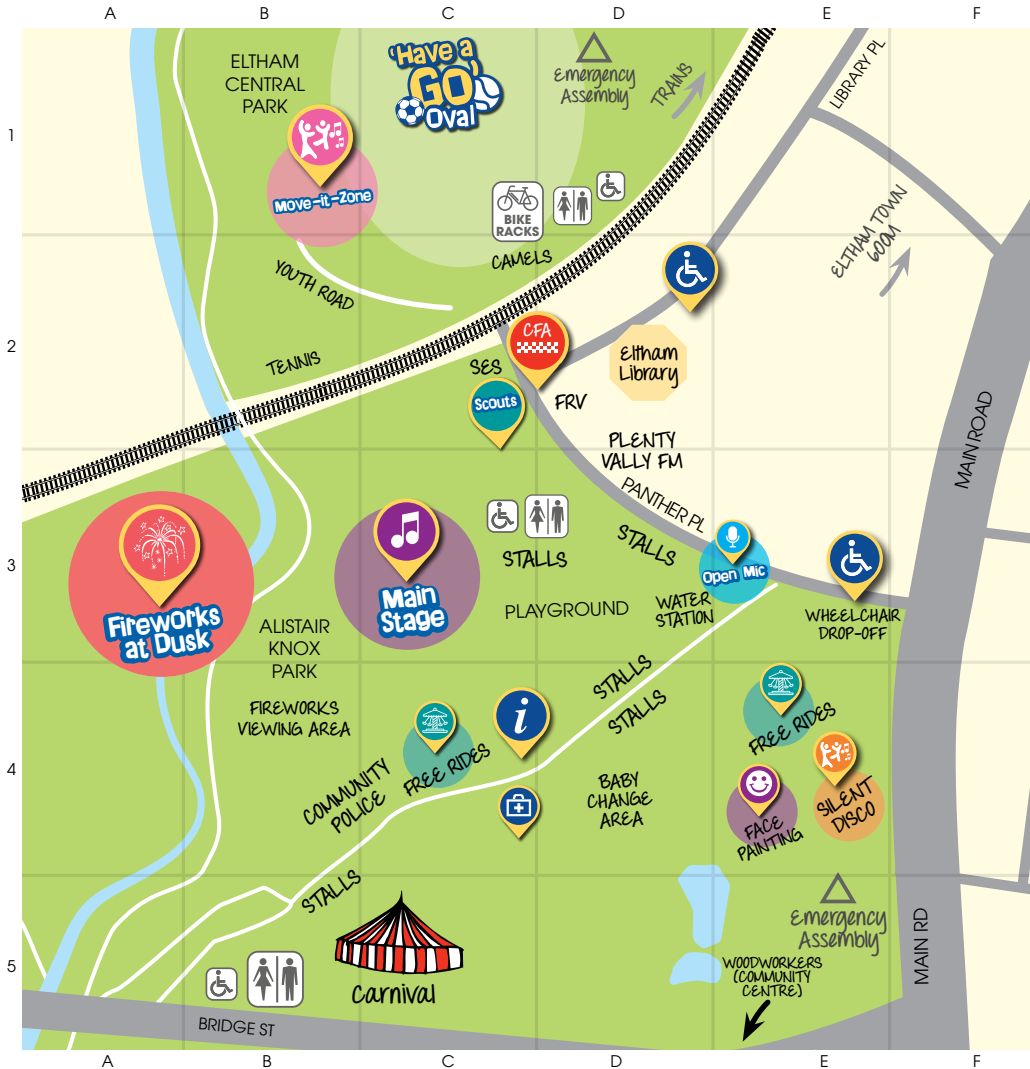 A B C D E F
1
2
3
4
5
ELTHAM
CENTRAL
PARK
'Have a
GO'
Oval
Emergency
Assembly
TRAINS
LIBRARY PL
Move-it-Zone
BIKE
RACKS
CAMELS
ELTHAM TOWN
600M
YOUTH ROAD
TENNIS
CFA
SES
Scouts
FRV
Eltham
Library
PLENTY
VALLY FM
MAIN ROAD
PANTHER PL
STALLS
STALLS
Open Mic
Fireworks
at Dusk
Main
Stage
PLAYGROUND
WATER
STATION
WHEELCHAIR
DROP-OFF
ALISTAIR
KNOX
PARK
FIREWORKS
VIEWING AREA
STALLS
STALLS
i
FREE RIDES
FREE RIDES
COMMUNITY
POLICE
BABY
CHANGE
AREA
FACE
PAINTING
SILENT
DISCO
STALLS
Carnival
Emergency
Assembly
WOODWORKERS
(COMMUNITY
CENTRE)
MAIN RD
BRIDGE ST
A B C D E F